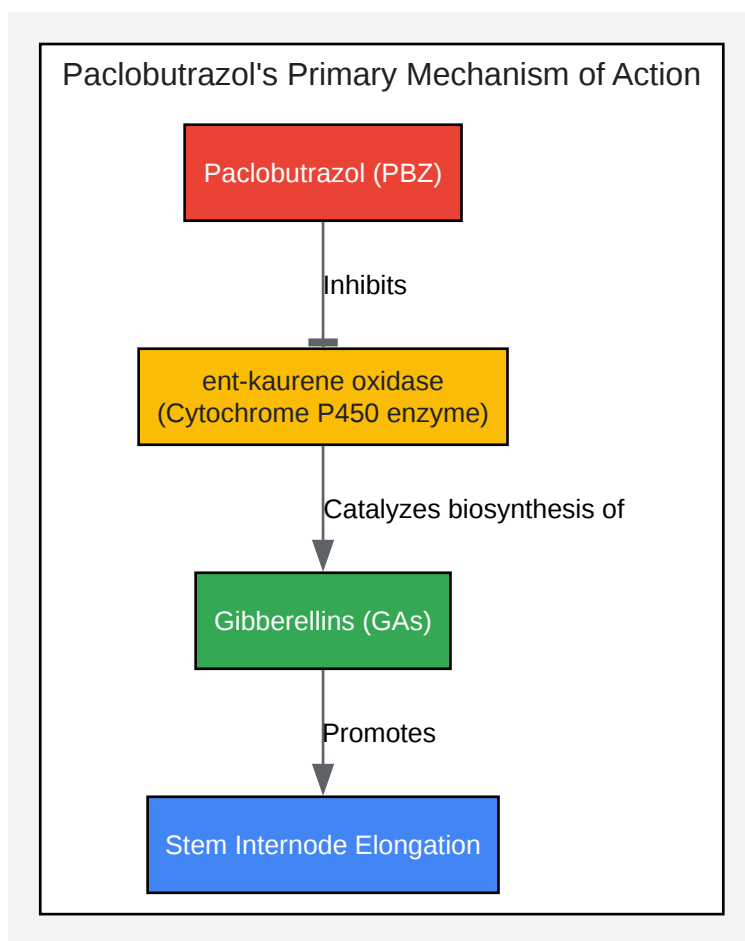 Paclobutrazol's Primary Mechanism of Action
Paclobutrazol (PBZ)
Inhibits
ent-kaurene oxidase
(Cytochrome P450 enzyme)
Catalyzes biosynthesis of
Gibberellins (GAs)
Promotes
Stem Internode Elongation